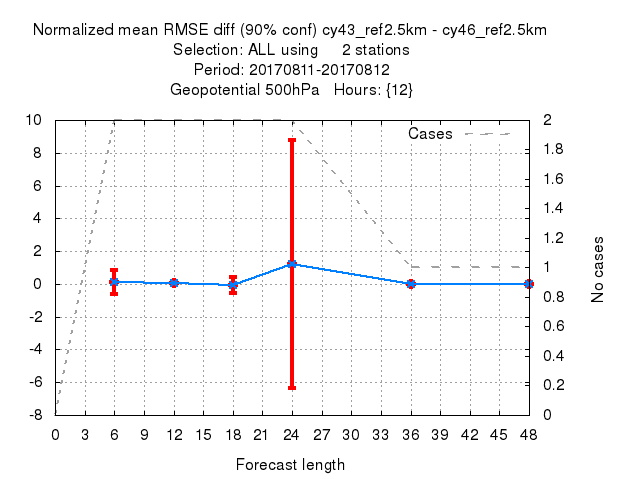 Normalized mean RMSE diff (90% conf) cy43_ref2.5km - cy46_ref2.5km
Selection: ALL using 2 stations
Period: 20170811-20170812
Geopotential 500hPa Hours: {12}
Cases
10
8
6
4
2
0
-2
-4
-6
-8
2
1.8
1.6
1.4
1.2
1
0.8
0.6
0.4
0.2
0
No cases
0 3 6 9 12 15 18 21 24 27 30 33 36 39 42 45 48
Forecast length